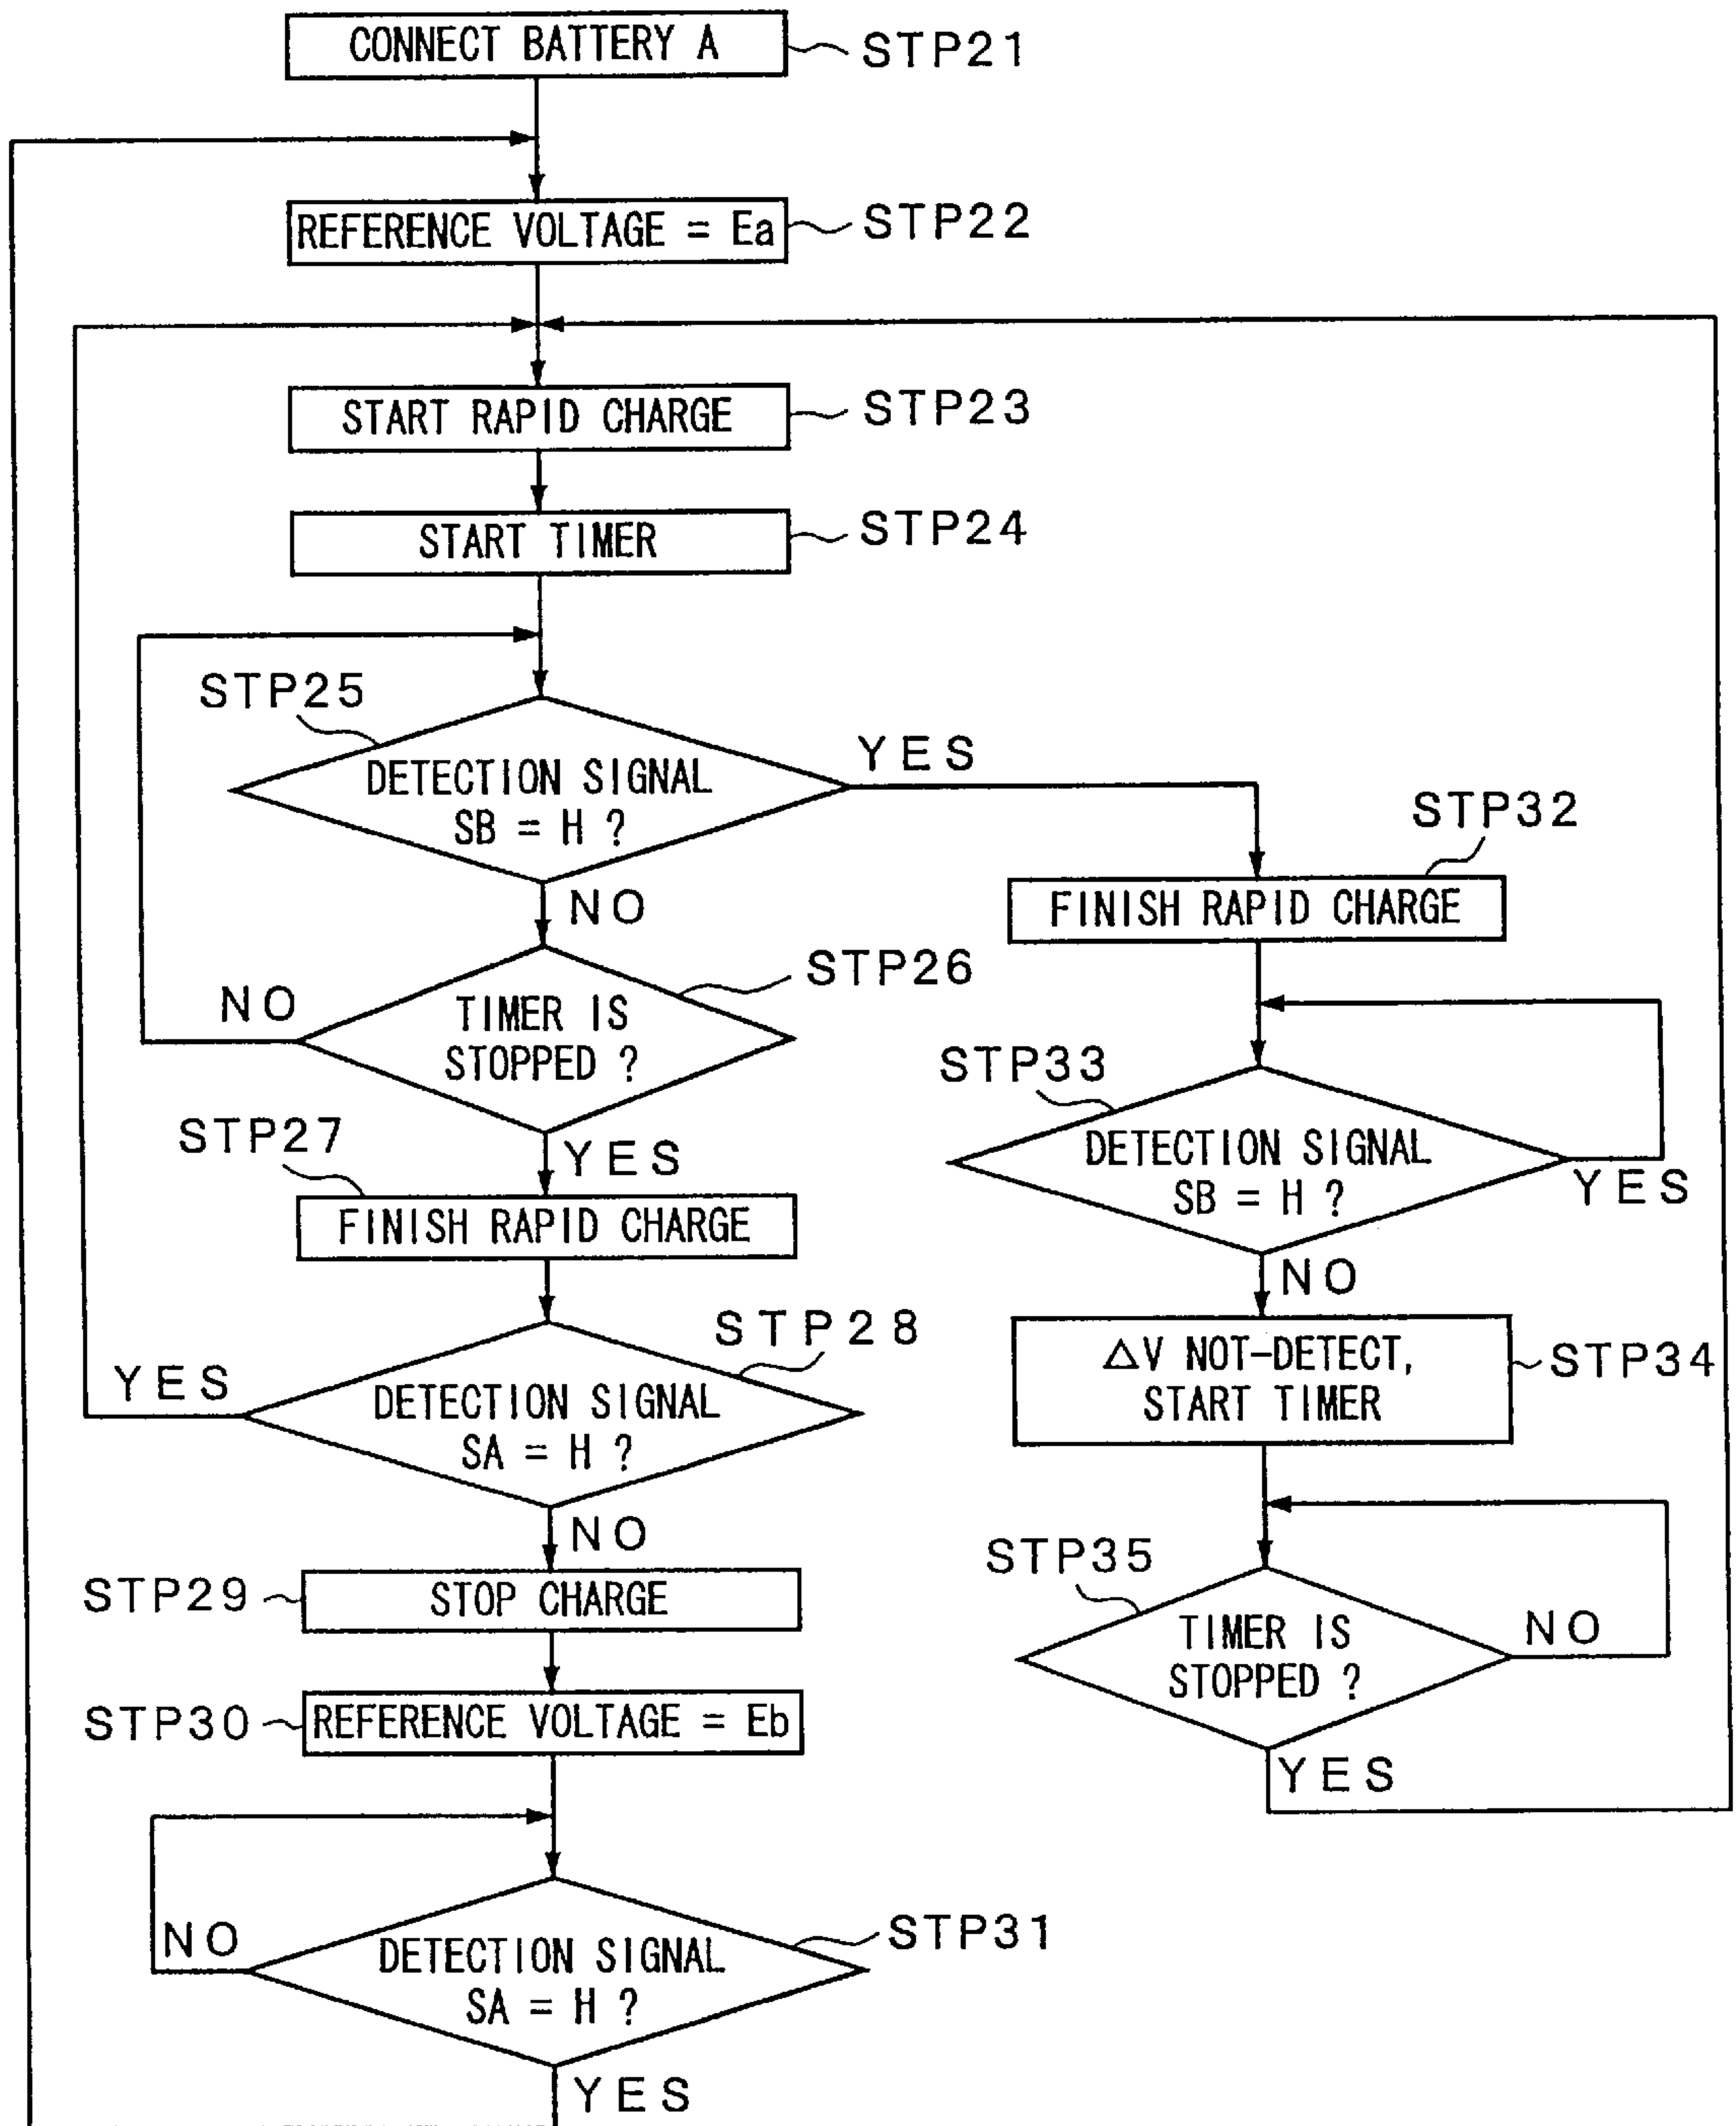 CONNECT BATTERY A
STP21
REFERENCE VOLTAGE = Ea
STP22
START RAPID CHARGE
STP23
START TIMER
STP24
STP25
DETECTION SIGNAL
SB = H ?
YES
NO
STP26
TIMER IS
STOPPED ?
NO
YES
STP27
FINISH RAPID CHARGE
STP28
DETECTION SIGNAL
SA = H ?
YES
NO
STP29
STOP CHARGE
STP30
REFERENCE VOLTAGE = Eb
STP31
DETECTION SIGNAL
SA = H ?
NO
YES
STP32
FINISH RAPID CHARGE
STP33
DETECTION SIGNAL
SB = H ?
YES
NO
△V NOT-DETECT,
START TIMER
STP34
STP35
TIMER IS
STOPPED ?
NO
YES